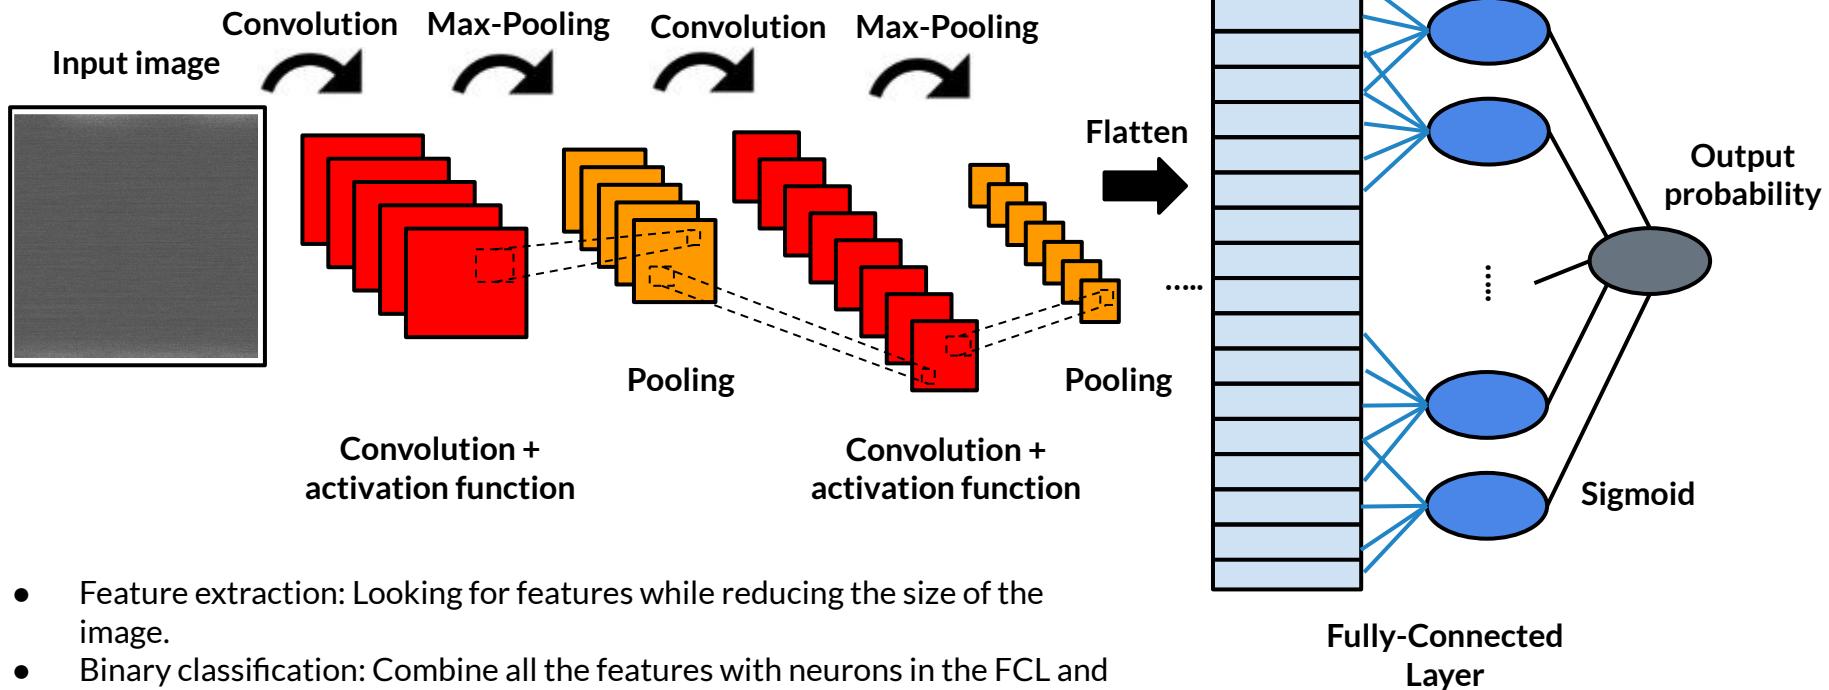 Convolution
Max-Pooling
Convolution
Max-Pooling
Input image
Flatten
Output
probability
.....
.....
Pooling
Pooling
Convolution +
activation function
Convolution +
activation function
Sigmoid
● Feature extraction: Looking for features while reducing the size of the
image.
● Binary classification: Combine all the features with neurons in the FCL and
Fully-Connected
Layer